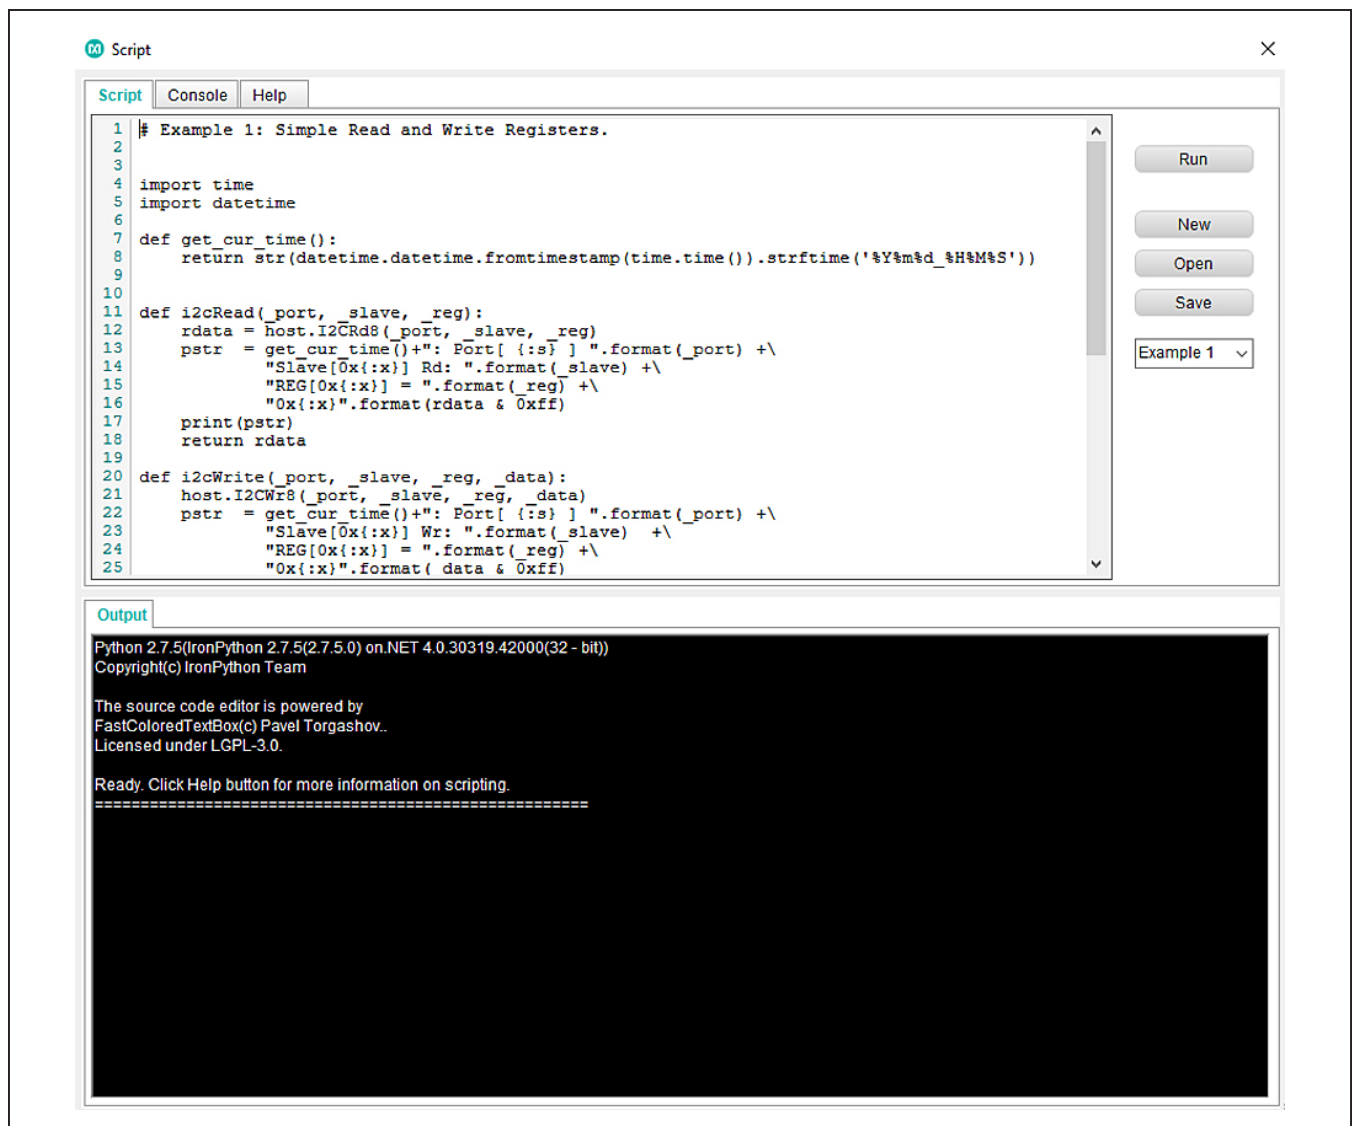 Script
Script Console Help
1 # Example 1: Simple Read and Write Registers.
2
3
4 import time
5 import datetime
6
7 def get_cur_time():
8     return str(datetime.datetime.fromtimestamp(time.time()).strftime('%Y%m%d_%H%M%S'))
9
10
11 def i2cRead(_port, _slave, _reg):
12     rdata = host.I2CRd8(_port, _slave, _reg)
13     pstr  = get_cur_time()+": Port[ {:s} ] ".format(_port) +\
14             "Slave[0x{:x}] Rd: ".format(_slave) +\
15             "REG[0x{:x}] = ".format(_reg) +\
16             "0x{:x}".format(rdata & 0xff)
17     print(pstr)
18     return rdata
19
20 def i2cWrite(_port, _slave, _reg, _data):
21     host.I2CWr8(_port, _slave, _reg, _data)
22     pstr  = get_cur_time()+": Port[ {:s} ] ".format(_port) +\
23             "Slave[0x{:x}] Wr: ".format(_slave)  +\
24             "REG[0x{:x}] = ".format(_reg) +\
25             "0x{:x}".format(_data & 0xff)
Run
New
Open
Save
Example 1
Output
Python 2.7.5(IronPython 2.7.5(2.7.5.0) on.NET 4.0.30319.42000(32 - bit))
Copyright(c) IronPython Team
The source code editor is powered by
FastColoredTextBox(c) Pavel Torgashov..
Licensed under LGPL-3.0.
Ready. Click Help button for more information on scripting.
======================================================